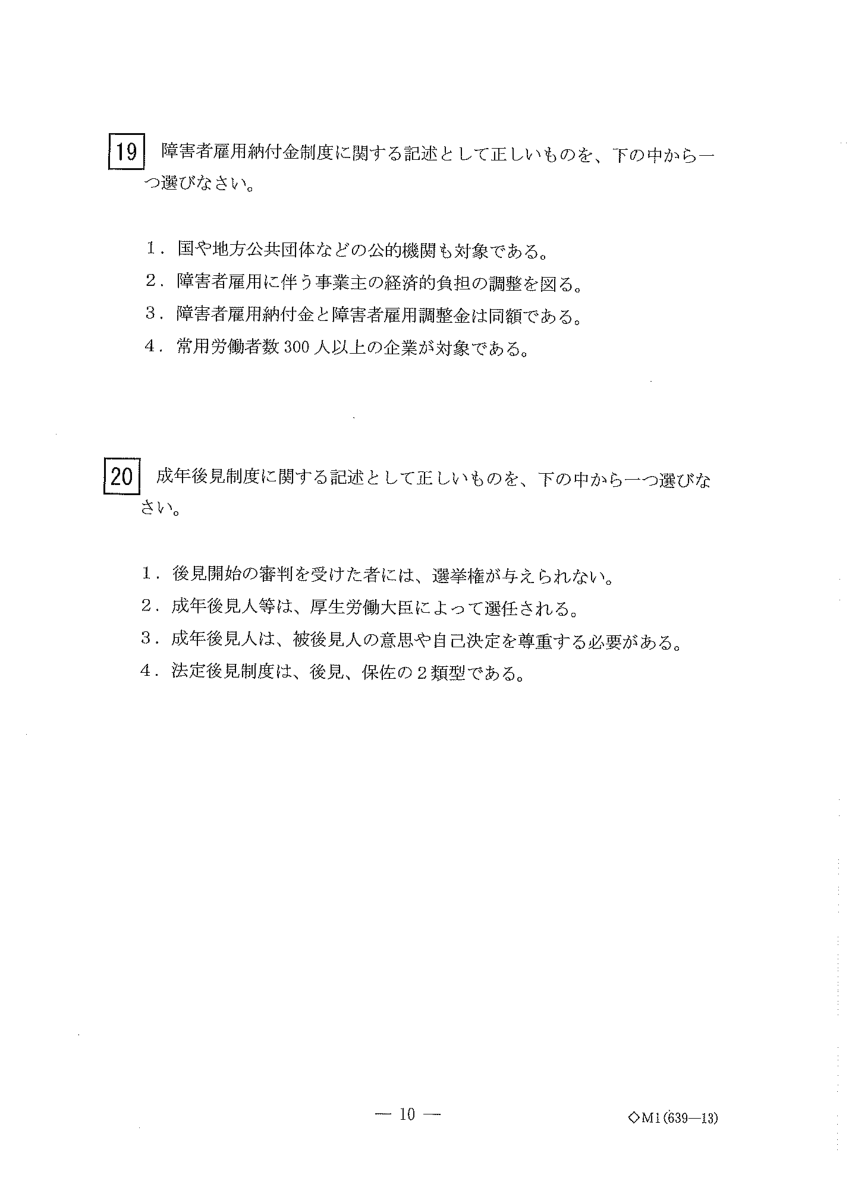 19 障害者雇用納付金制度に関する記述として正しいものを、下の中から一
つ選びなさい。
１．国や地方公共団体などの公的機関も対象である。
２．障害者雇用に伴う事業主の経済的負担の調整を図る。
３．障害者雇用納付金と障害者雇用調整金は同額である。
４．常用労働者数 300 人以上の企業が対象である。
20 成年後見制度に関する記述として正しいものを、下の中から一つ選びな
さい。
１．後見開始の審判を受けた者には、選挙権が与えられない。
２．成年後見人等は、厚生労働大臣によって選任される。
３．成年後見人は、被後見人の意思や自己決定を尊重する必要がある。
４．法定後見制度は、後見、保佐の２類型である。
― 10 ―
◇M1(639―13)